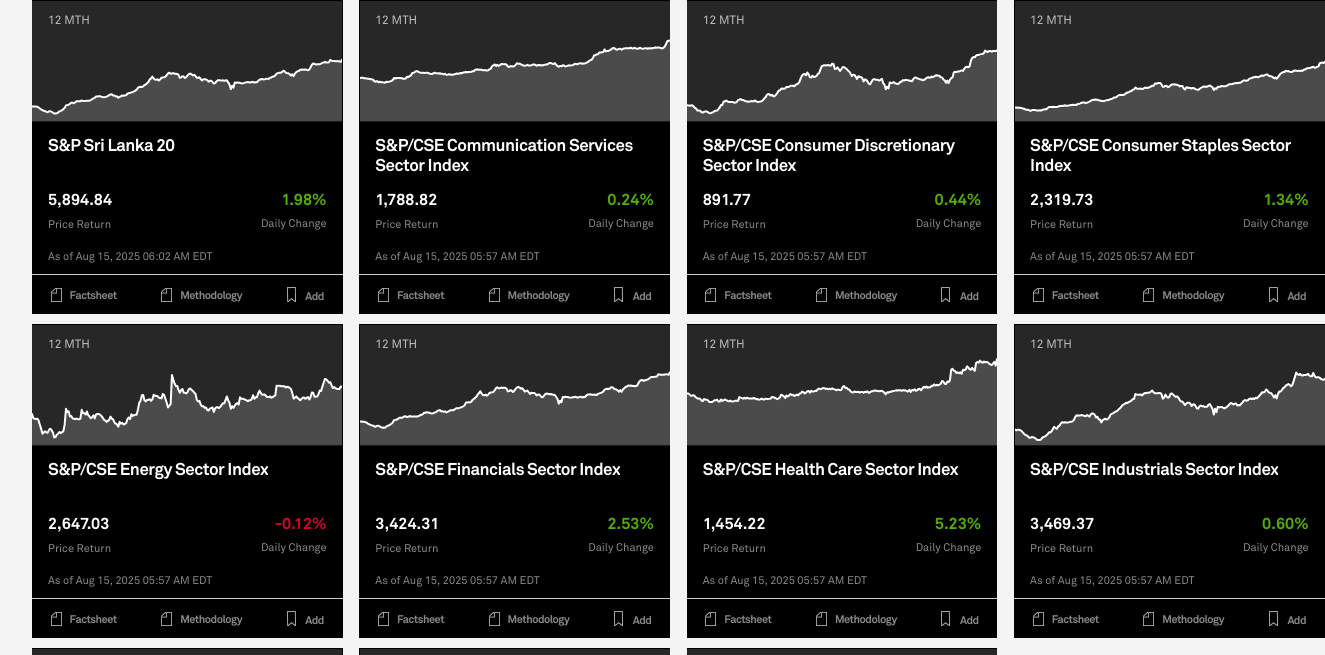 12 MTH
S&P Sri Lanka 20
5,894.84 1.98%
Price Return Daily Change
As of Aug 15, 2025 06:02 AM EDT
Factsheet Methodology Add
12 MTH
S&P/CSE Communication Services
Sector Index
1,788.82 0.24%
Price Return Daily Change
As of Aug 15, 2025 05:57 AM EDT
Factsheet Methodology Add
12 MTH
S&P/CSE Consumer Discretionary
Sector Index
891.77 0.44%
Price Return Daily Change
As of Aug 15, 2025 05:57 AM EDT
Factsheet Methodology Add
12 MTH
S&P/CSE Consumer Staples Sector
Index
2,319.73 1.34%
Price Return Daily Change
As of Aug 15, 2025 05:57 AM EDT
Factsheet Methodology Add
12 MTH
S&P/CSE Energy Sector Index
2,647.03 -0.12%
Price Return Daily Change
As of Aug 15, 2025 05:57 AM EDT
Factsheet Methodology Add
12 MTH
S&P/CSE Financials Sector Index
3,424.31 2.53%
Price Return Daily Change
As of Aug 15, 2025 05:57 AM EDT
Factsheet Methodology Add
12 MTH
S&P/CSE Health Care Sector Index
1,454.22 5.23%
Price Return Daily Change
As of Aug 15, 2025 05:57 AM EDT
Factsheet Methodology Add
12 MTH
S&P/CSE Industrials Sector Index
3,469.37 0.60%
Price Return Daily Change
As of Aug 15, 2025 05:57 AM EDT
Factsheet Methodology Add